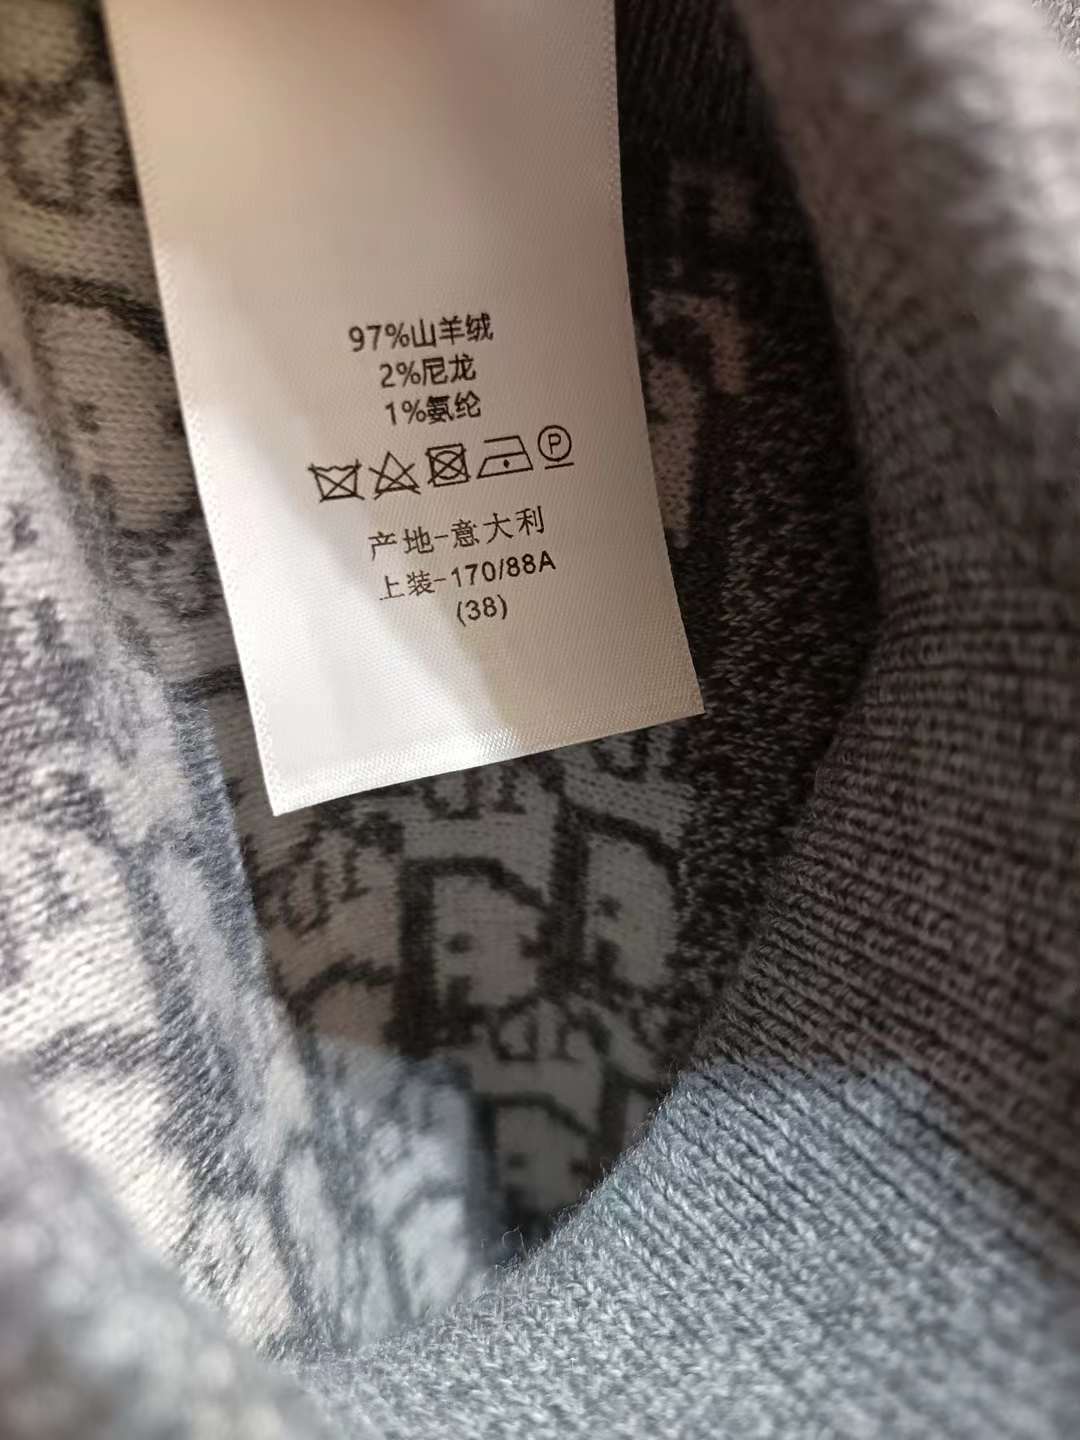 97%山羊绒
2%尼龙
1%氨纶
P
产地-意大利
上装-170/88A
(38)